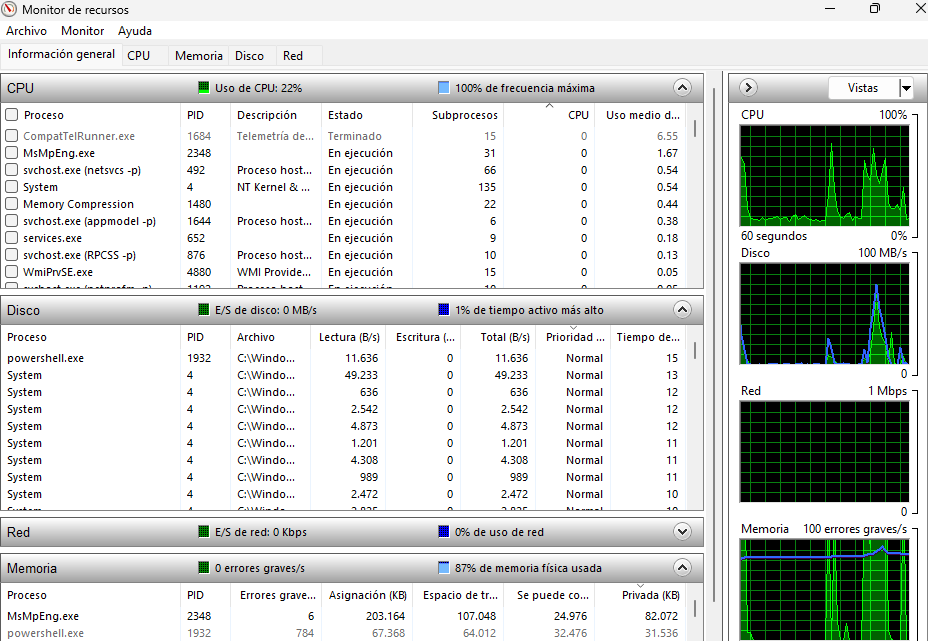 Monitor de recursos
Archivo Monitor Ayuda
Información general CPU Memoria Disco Red
CPU Uso de CPU: 22% 100% de frecuencia máxima
Proceso PID Descripción Estado Subprocesos CPU Uso medio d...
CompatTelRunner.exe 1684 Telemetría de... Terminado 15 0 6.55
MsMpEng.exe 2348 En ejecución 31 0 1.67
svchost.exe (netsvcs -p) 492 Proceso host... En ejecución 66 0 0.54
System 4 NT Kernel & ... En ejecución 135 0 0.54
Memory Compression 1480 En ejecución 22 0 0.44
svchost.exe (appmodel -p) 1644 Proceso host... En ejecución 6 0 0.38
services.exe 652 En ejecución 9 0 0.18
svchost.exe (RPCSS -p) 876 Proceso host... En ejecución 10 0 0.13
WmiPrvSE.exe 4880 WMI Provide... En ejecución 15 0 0.05
Disco E/S de disco: 0 MB/s 1% de tiempo activo más alto
Proceso PID Archivo Lectura (B/s) Escritura (... Total (B/s) Prioridad ... Tiempo de...
powershell.exe 1932 C:\Windo... 11.636 0 11.636 Normal 15
System 4 C:\Windo... 49.233 0 49.233 Normal 13
System 4 C:\Windo... 636 0 636 Normal 12
System 4 C:\Windo... 2.542 0 2.542 Normal 12
System 4 C:\Windo... 4.873 0 4.873 Normal 12
System 4 C:\Windo... 1.201 0 1.201 Normal 11
System 4 C:\Windo... 4.308 0 4.308 Normal 11
System 4 C:\Windo... 989 0 989 Normal 11
System 4 C:\Windo... 2.472 0 2.472 Normal 10
Red E/S de red: 0 Kbps 0% de uso de red
Memoria 0 errores graves/s 87% de memoria física usada
Proceso PID Errores grave... Asignación (KB) Espacio de tr... Se puede co... Privada (KB)
MsMpEng.exe 2348 6 203.164 107.048 24.976 82.072
powershell.exe 1932 784 67.368 64.012 32.476 31.536
Vistas
CPU 100%
60 segundos 0%
Disco 100 MB/s
0
Red 1 Mbps
0
Memoria 100 errores graves/s